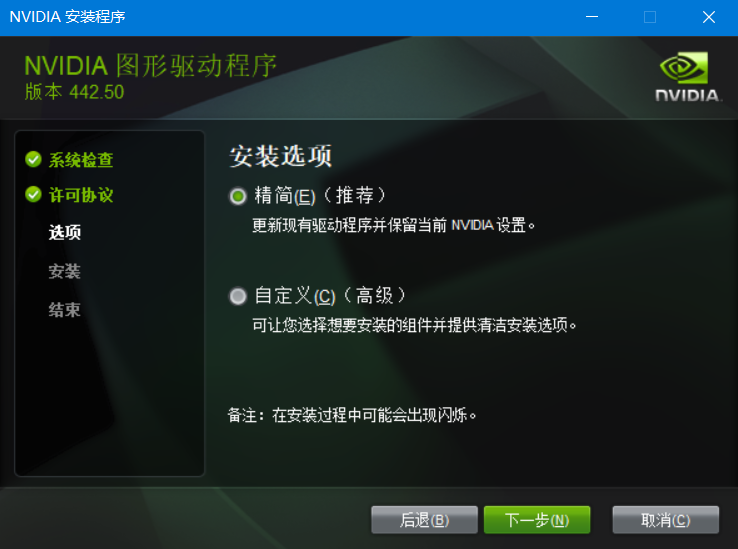 NVIDIA 安装程序
NVIDIA 图形驱动程序
版本 442.50
NVIDIA.
系统检查
许可协议
选项
安装
结束
安装选项
精简(E)（推荐）
更新现有驱动程序并保留当前 NVIDIA 设置。
自定义(C)（高级）
可让您选择想要安装的组件并提供清洁安装选项。
备注：在安装过程中可能会出现闪烁。
后退(B)
下一步(N)
取消(C)